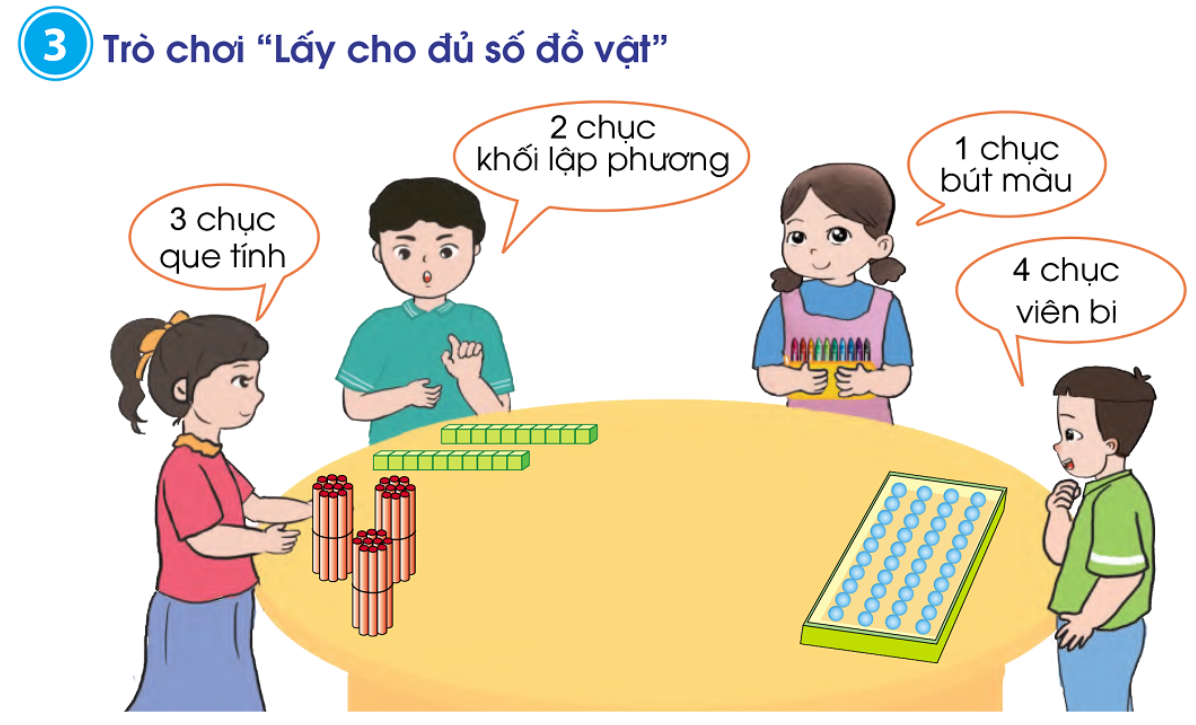 3 Trò chơi “Lấy cho đủ số đồ vật”
2 chục
khối lập phương
1 chục
bút màu
3 chục
que tính
4 chục
viên bi